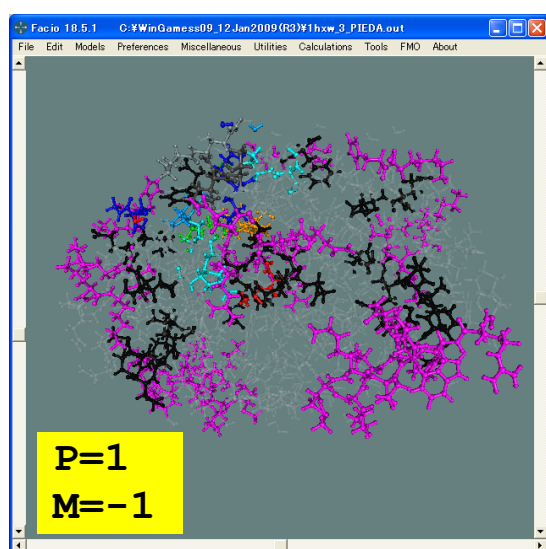 Facio 18.5.1 C:¥WinGamess09_12Jan2009(R3)¥1hxw_3_PIEDA.out
File Edit Models Preferences Miscellaneous Utilities Calculations Tools FMO About
P=1
M=-1